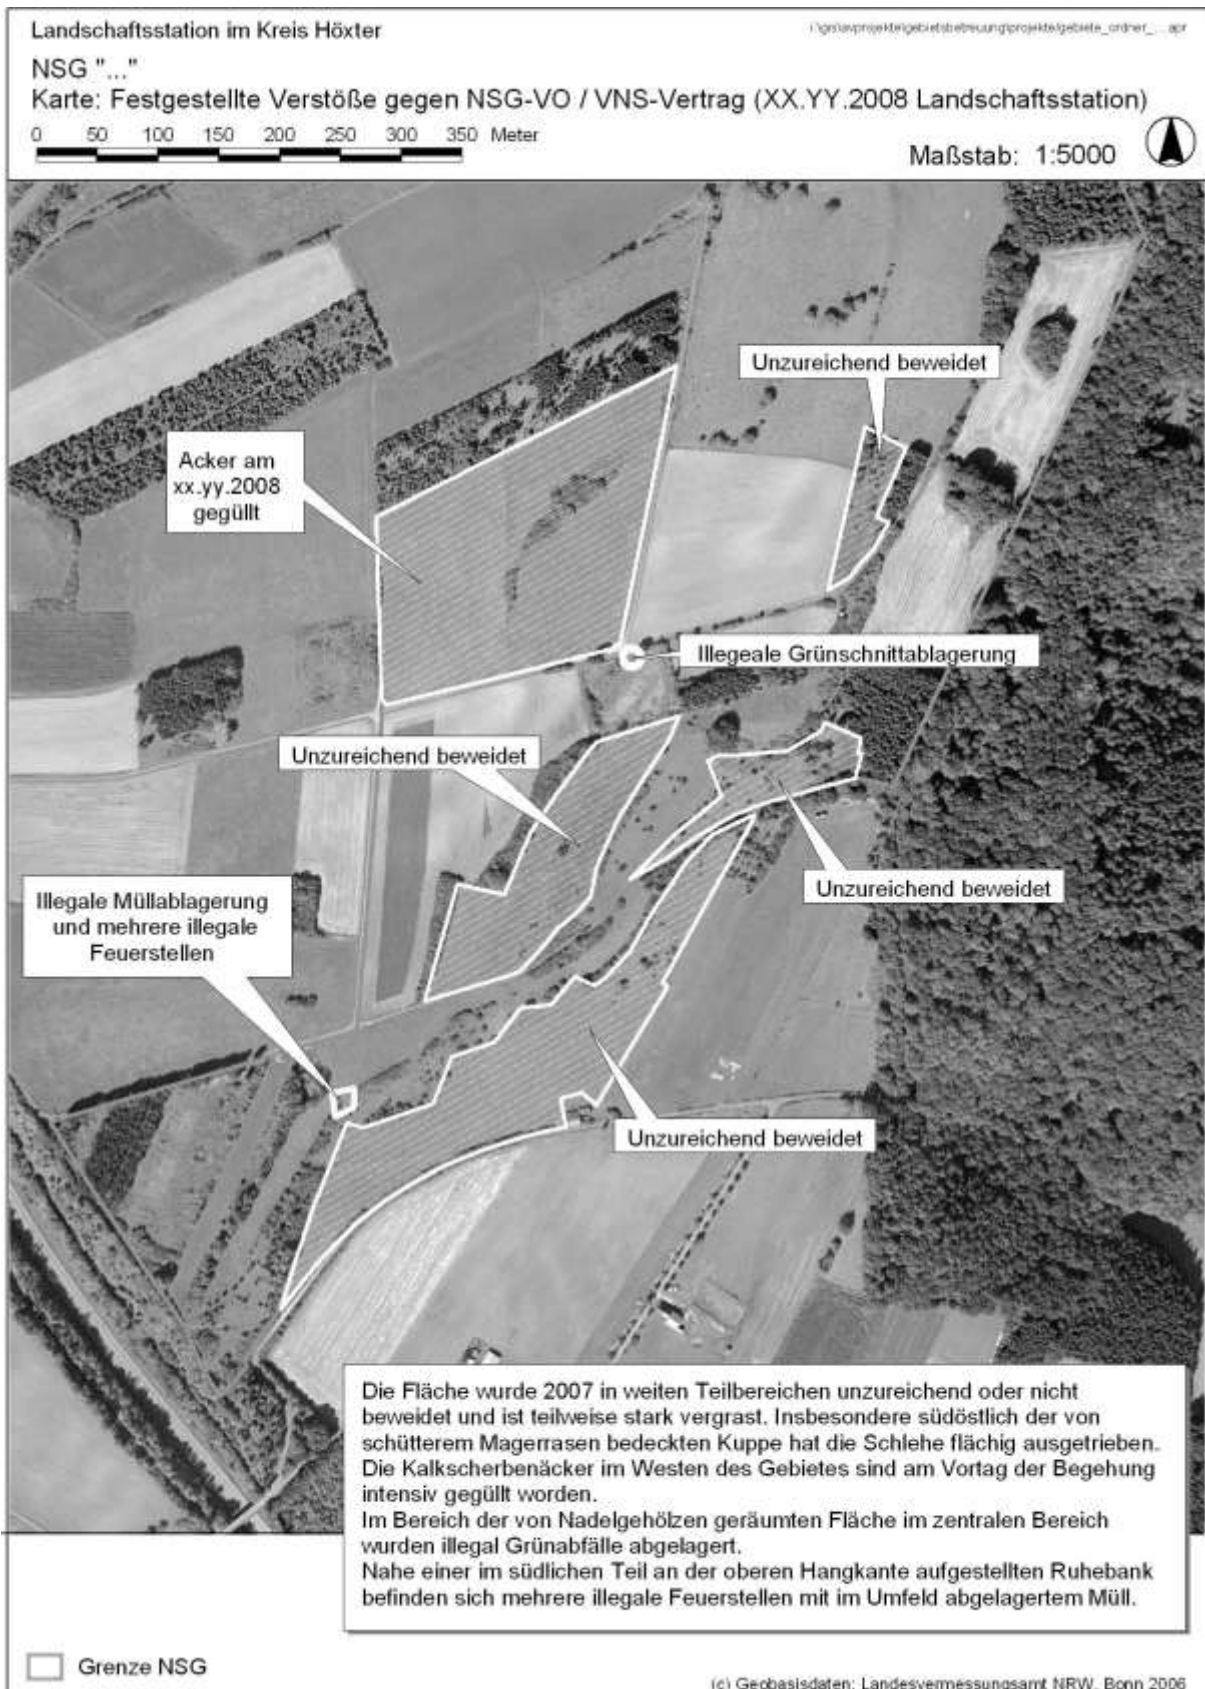 Landschaftsstation im Kreis Höxter
NSG "..."
Karte: Festgestellte Verstöße gegen NSG-VO / VNS-Vertrag (XX.YY.2008 Landschaftsstation)
0 50 100 150 200 250 300 350 Meter
Maßstab: 1:5000
Unzureichend beweidet
Acker am
xx.yy.2008
gegüllt
Illegeale Grünschnittablagerung
Unzureichend beweidet
Unzureichend beweidet
Illegale Müllablagerung
und mehrere illegale
Feuerstellen
Unzureichend beweidet
Die Fläche wurde 2007 in weiten Teilbereichen unzureichend oder nicht
beweidet und ist teilweise stark vergrast. Insbesondere südöstlich der von
schütterem Magerrasen bedeckten Kuppe hat die Schlehe flächig ausgetrieben.
Die Kalkscherbenäcker im Westen des Gebietes sind am Vortag der Begehung
intensiv gegüllt worden.
Im Bereich der von Nadelgehölzen geräumten Fläche im zentralen Bereich
wurden illegal Grünabfälle abgelagert.
Nahe einer im südlichen Teil an der oberen Hangkante aufgestellten Ruhebank
befinden sich mehrere illegale Feuerstellen mit im Umfeld abgelagertem Müll.
Grenze NSG
(c) Geobasisdaten: Landesvermessungsamt NRW, Bonn 2006